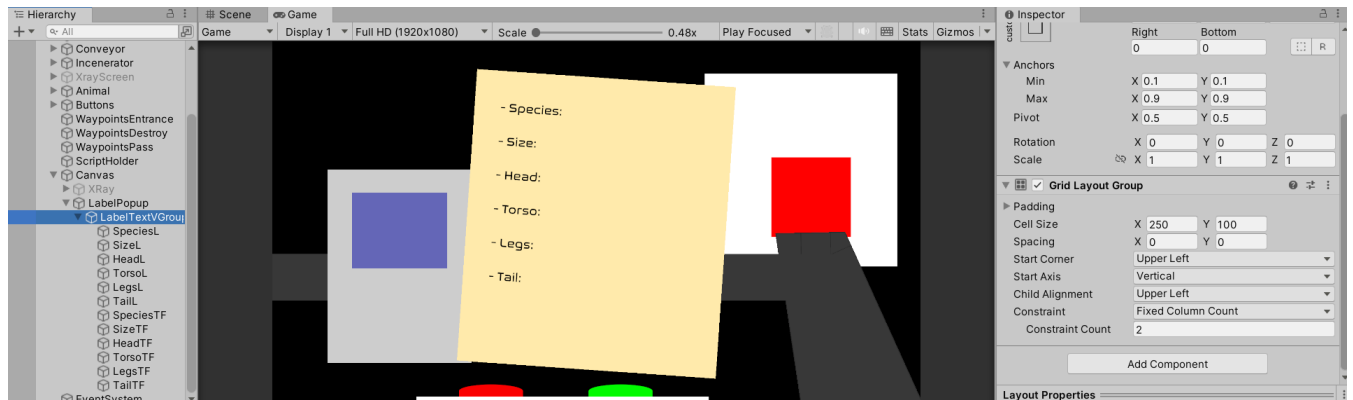 Hierarchy
All
Conveyor
Incenerator
XrayScreen
Animal
Buttons
WaypointsEntrance
WaypointsDestroy
WaypointsPass
ScriptHolder
Canvas
XRay
LabelPopup
LabelTextVGroup
SpeciesL
SizeL
HeadL
TorsoL
LegsL
TailL
SpeciesTF
SizeTF
HeadTF
TorsoTF
LegsTF
TailTF
EventSystem
Scene Game
Game Display 1 Full HD (1920x1080) Scale 0.48x Play Focused Stats Gizmos
- Species:
- Size:
- Head:
- Torso:
- Legs:
- Tail:
Inspector
custom
Right Bottom
0 0
R
Anchors
Min X 0.1 Y 0.1
Max X 0.9 Y 0.9
Pivot X 0.5 Y 0.5
Rotation X 0 Y 0 Z 0
Scale X 1 Y 1 Z 1
Grid Layout Group
Padding
Cell Size X 250 Y 100
Spacing X 0 Y 0
Start Corner Upper Left
Start Axis Vertical
Child Alignment Upper Left
Constraint Fixed Column Count
Constraint Count 2
Add Component
Layout Properties